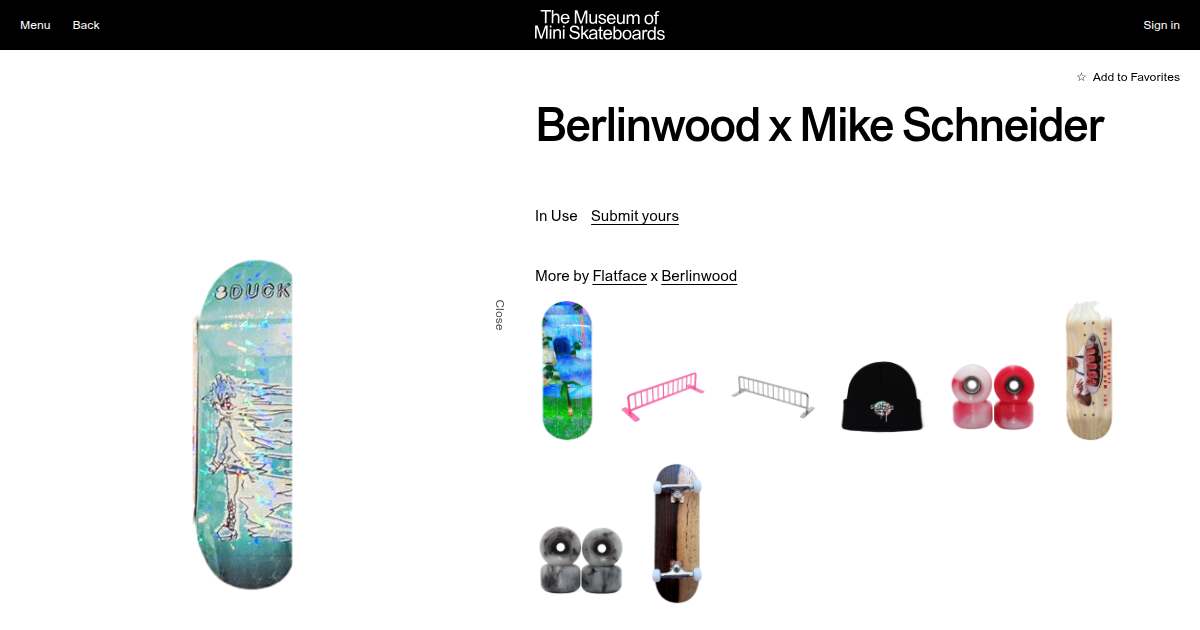 Menu
Back
The Museum of
Mini Skateboards
Sign in
☆ Add to Favorites
Berlinwood x Mike Schneider
In Use Submit yours
More by Flatface x Berlinwood
Close